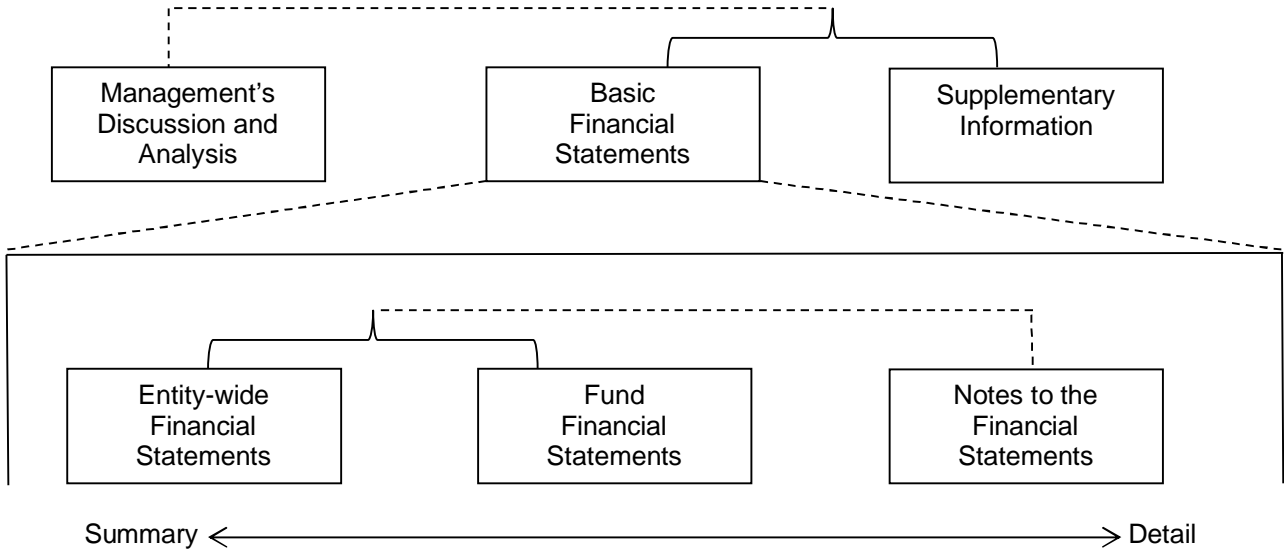 Management’s
Discussion and
Analysis
Basic
Financial
Statements
Supplementary
Information
Entity-wide
Financial
Statements
Fund
Financial
Statements
Notes to the
Financial
Statements
Summary
Detail